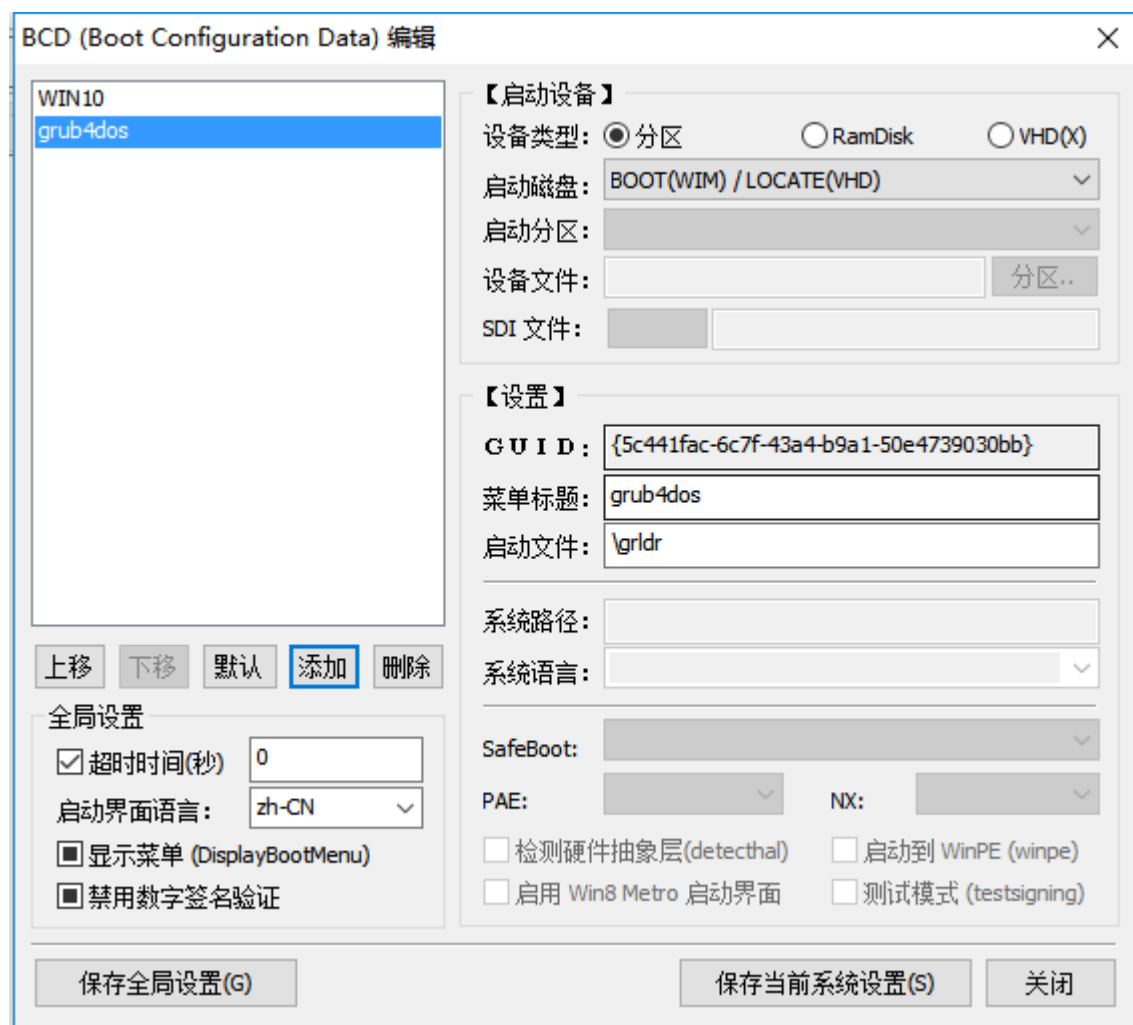 BCD (Boot Configuration Data) 编辑
WIN10
grub4dos
【启动设备】
设备类型: 分区 RamDisk VHD(X)
启动磁盘: BOOT(WIM) / LOCATE(VHD)
启动分区:
设备文件: 分区..
SDI 文件:
【设置】
GUID: {5c441fac-6c7f-43a4-b9a1-50e4739030bb}
菜单标题: grub4dos
启动文件: \grldr
系统路径:
系统语言:
SafeBoot:
PAE: NX:
检测硬件抽象层(detecthal) 启动到 WinPE (winpe)
启用 Win8 Metro 启动界面 测试模式 (testsigning)
上移 下移 默认 添加 删除
全局设置
超时时间(秒) 0
启动界面语言: zh-CN
显示菜单 (DisplayBootMenu)
禁用数字签名验证
保存全局设置(G) 保存当前系统设置(S) 关闭